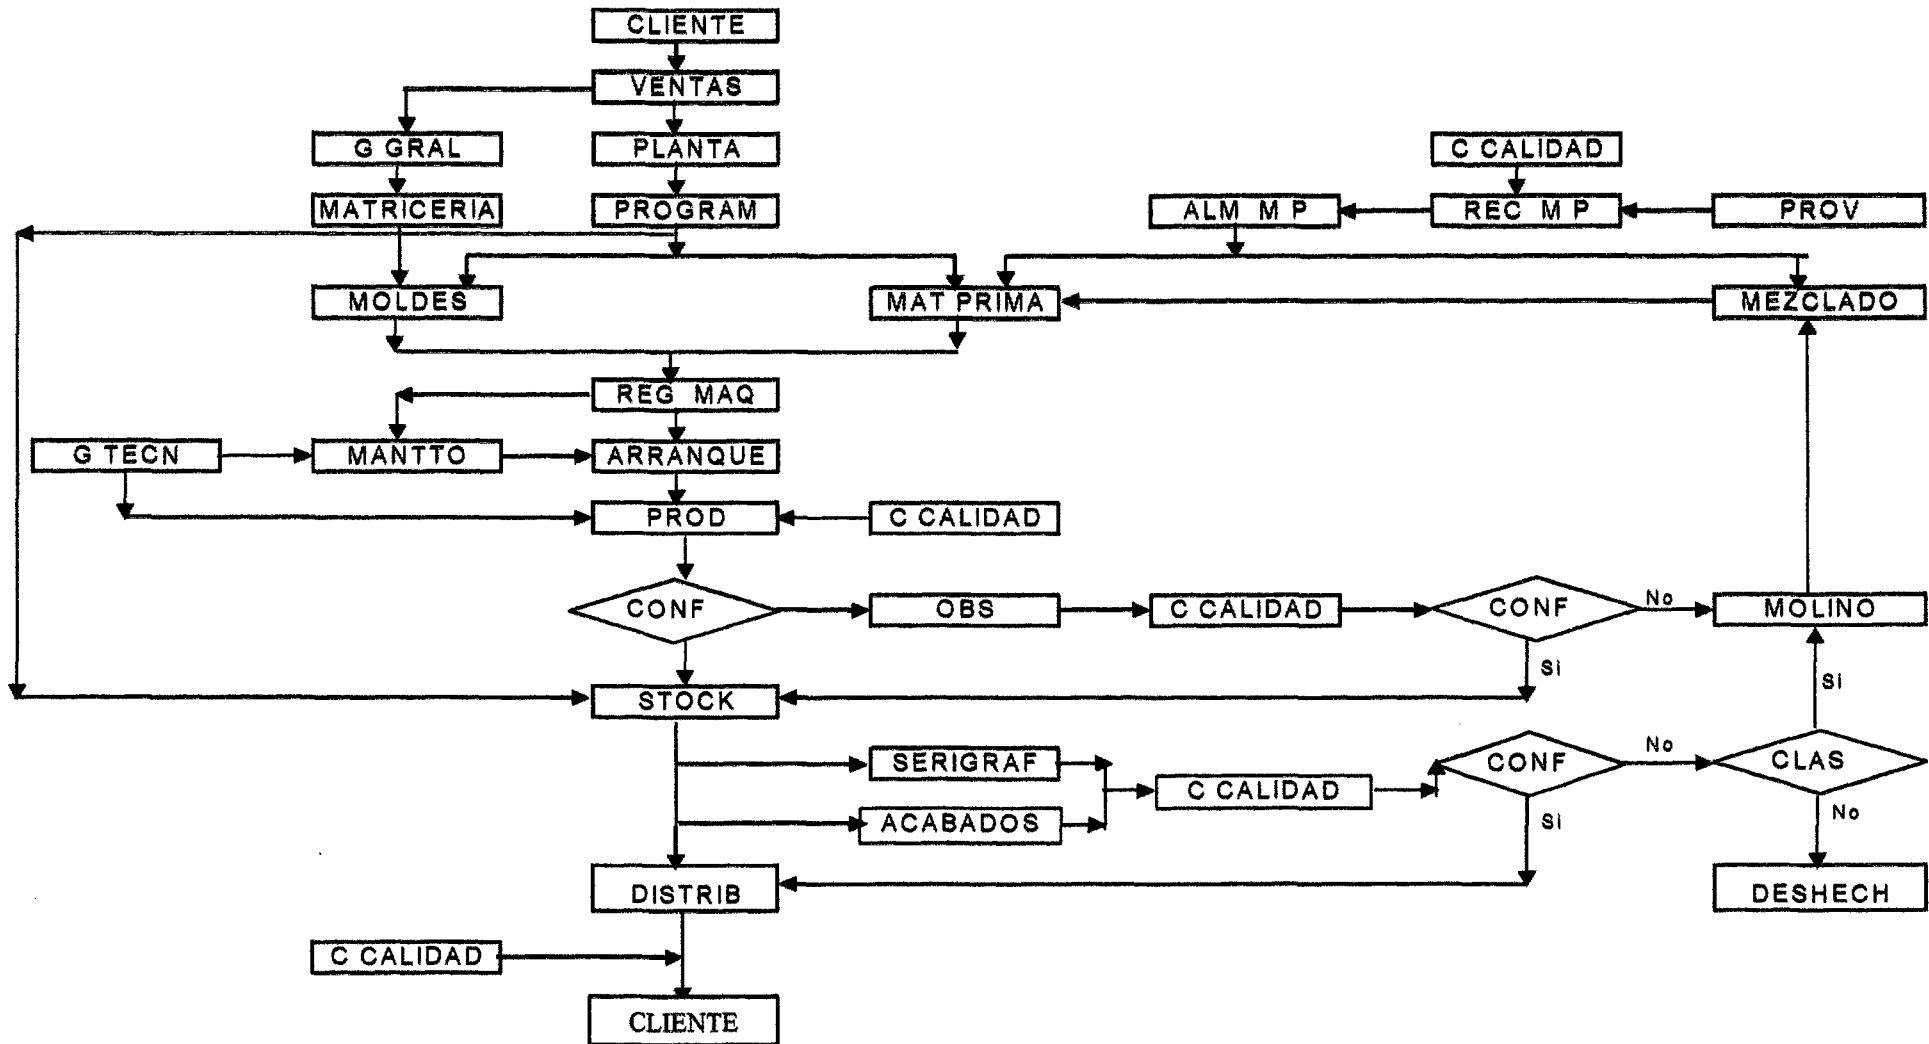 CLIENTE
VENTAS
G GRAL
PLANTA
C CALIDAD
MATRICERIA
PROGRAM
ALM M P
REC M P
PROV
MOLDES
MAT PRIMA
MEZCLADO
REG MAQ
G TECN
MANTTO
ARRANQUE
PROD
C CALIDAD
CONF
OBS
C CALIDAD
CONF
No
MOLINO
Si
Si
STOCK
SERIGRAF
C CALIDAD
CONF
No
CLAS
ACABADOS
Si
No
DISTRIB
DESHECH
C CALIDAD
CLIENTE